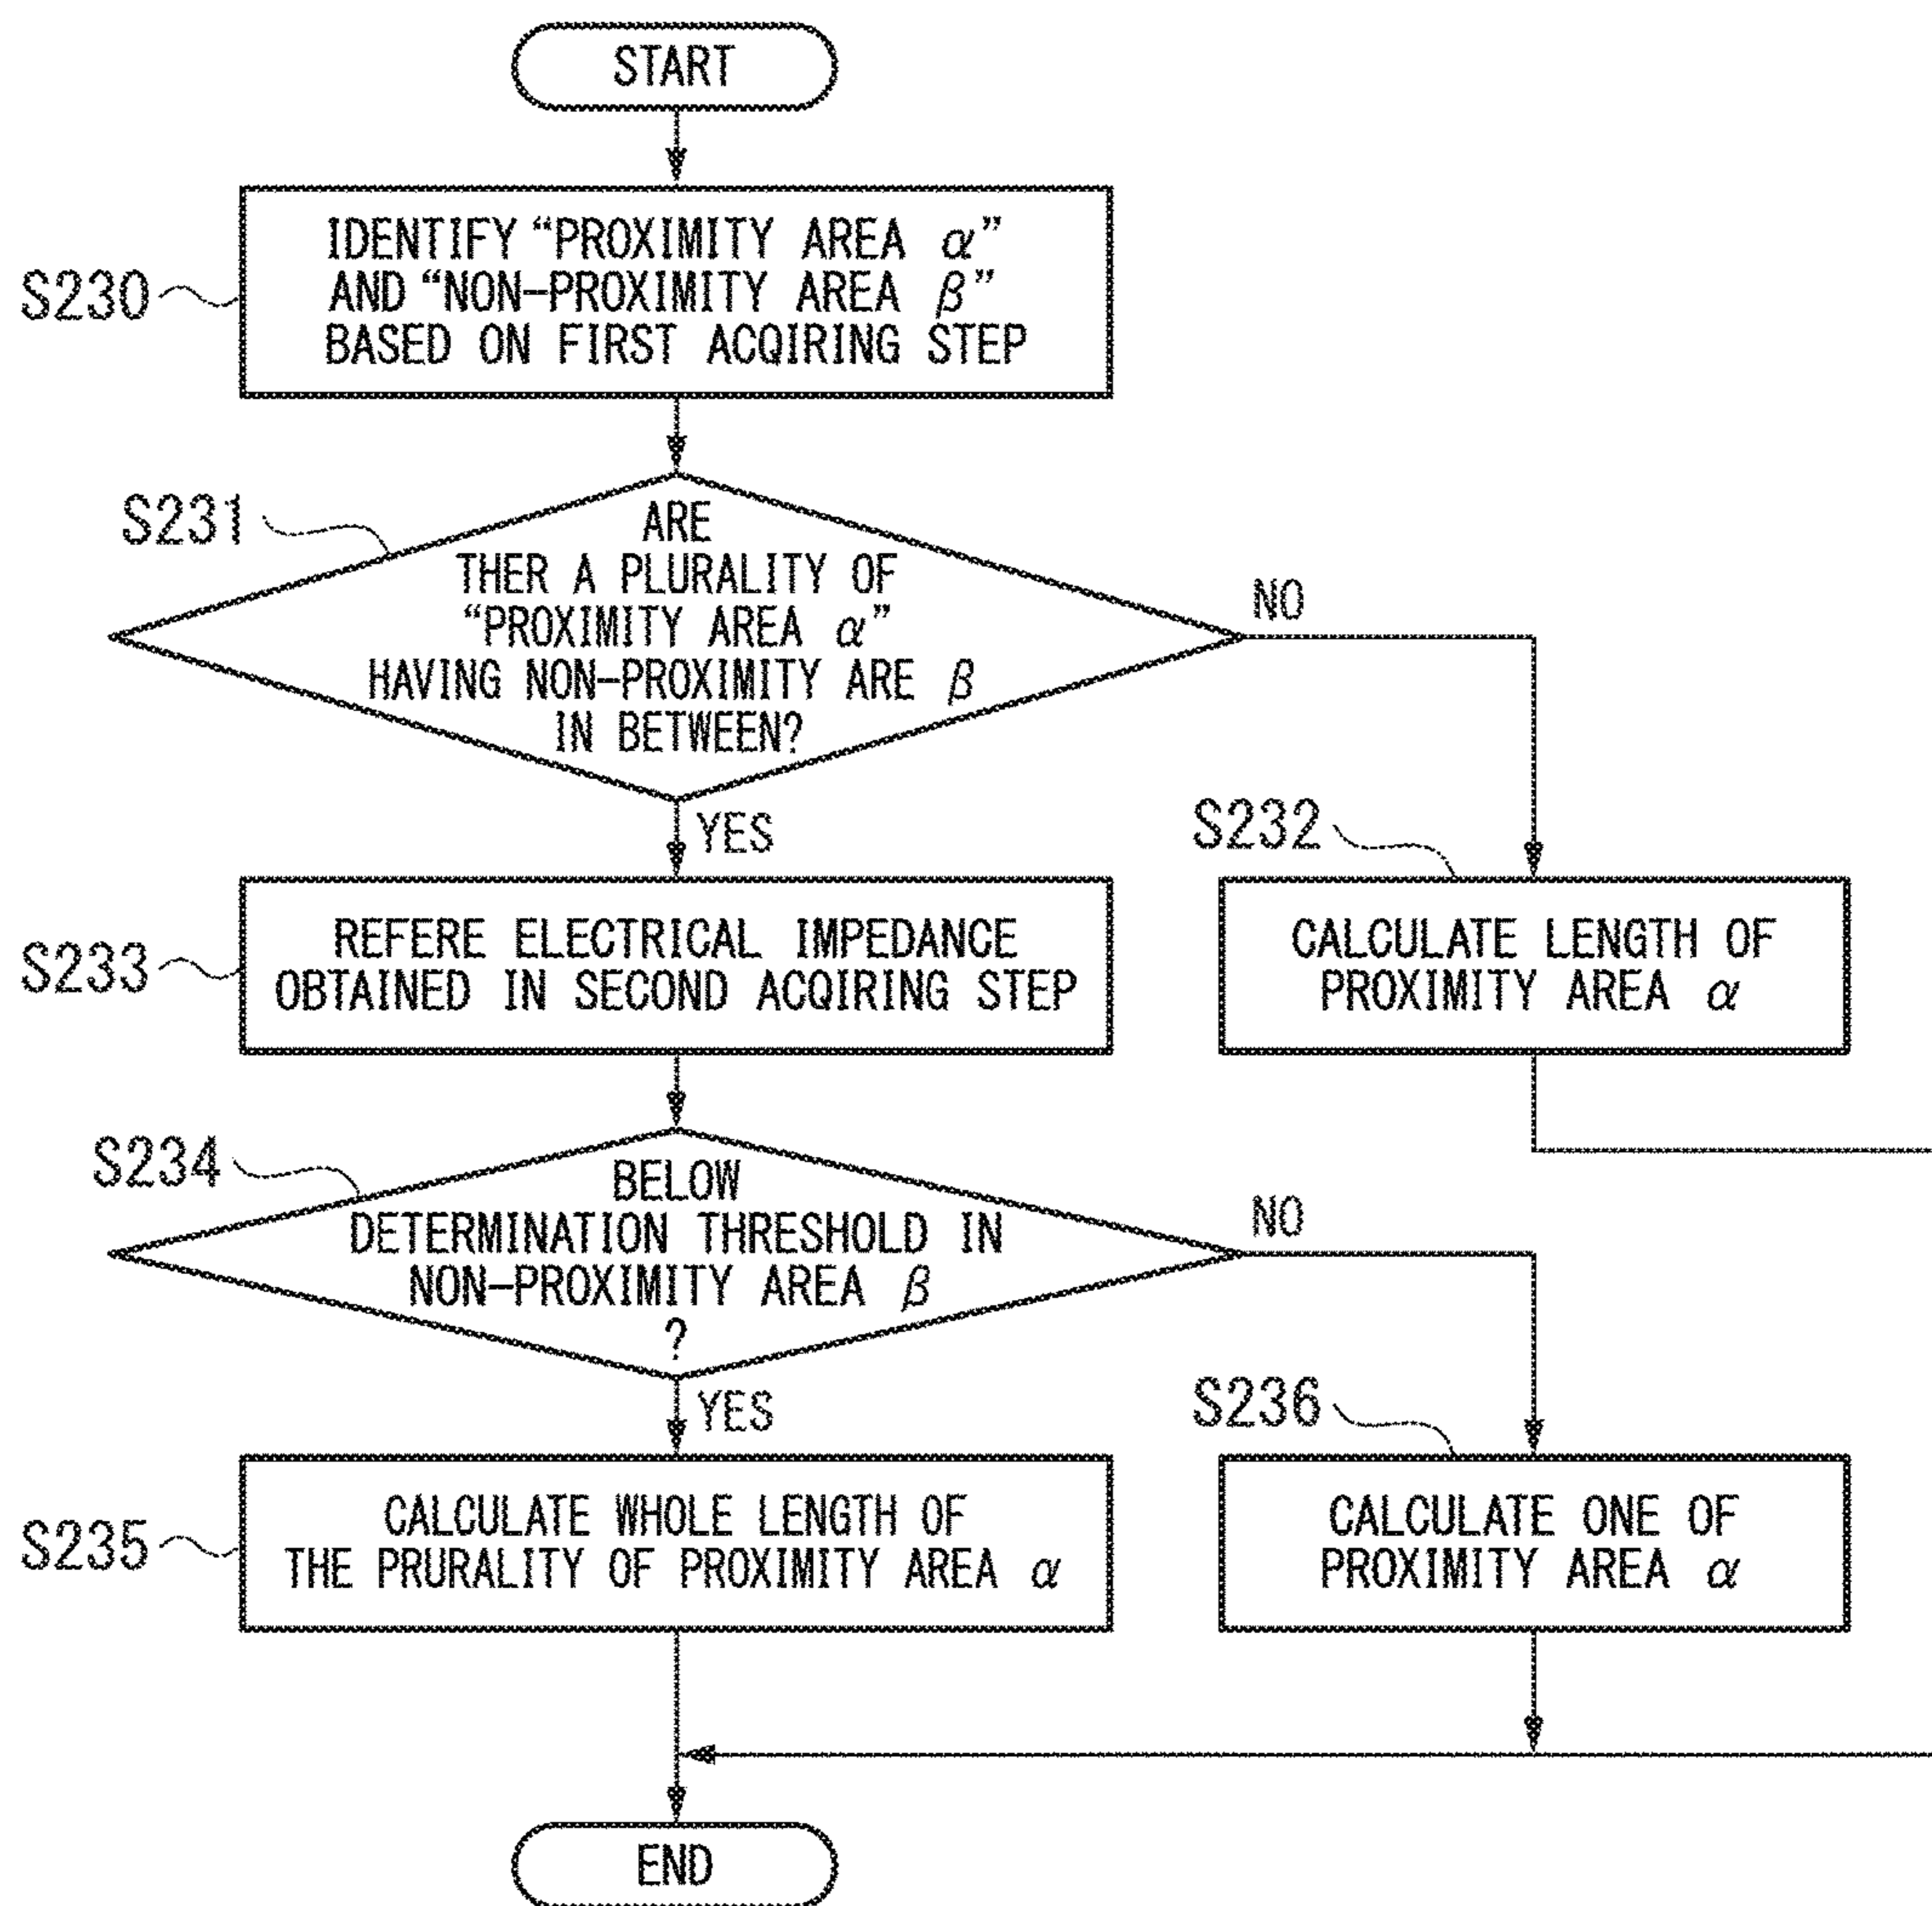 START
S230
IDENTIFY “PROXIMITY AREA α”
AND “NON-PROXIMITY AREA β”
BASED ON FIRST ACQIRING STEP
S231
ARE
THER A PLURALITY OF
“PROXIMITY AREA α”
HAVING NON-PROXIMITY ARE β
IN BETWEEN?
NO
YES
S232
CALCULATE LENGTH OF
PROXIMITY AREA α
S233
REFERE ELECTRICAL IMPEDANCE
OBTAINED IN SECOND ACQIRING STEP
S234
BELOW
DETERMINATION THRESHOLD IN
NON-PROXIMITY AREA β
?
NO
YES
S235
CALCULATE WHOLE LENGTH OF
THE PRURALITY OF PROXIMITY AREA α
S236
CALCULATE ONE OF
PROXIMITY AREA α
END